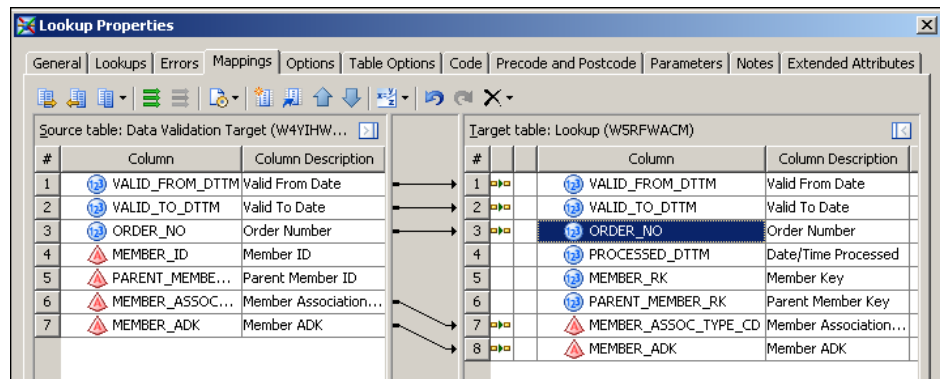 Lookup Properties
General Lookups Errors Mappings Options Table Options Code Precode and Postcode Parameters Notes Extended Attributes
Source table: Data Validation Target (W4YIHW...
# Column Column Description
1 VALID_FROM_DTTM Valid From Date
2 VALID_TO_DTTM Valid To Date
3 ORDER_NO Order Number
4 MEMBER_ID Member ID
5 PARENT_MEMBE... Parent Member ID
6 MEMBER_ASSOC... Member Association...
7 MEMBER_ADK Member ADK
Target table: Lookup (W5RFWACM)
# Column Column Description
1 VALID_FROM_DTTM Valid From Date
2 VALID_TO_DTTM Valid To Date
3 ORDER_NO Order Number
4 PROCESSED_DTTM Date/Time Processed
5 MEMBER_RK Member Key
6 PARENT_MEMBER_RK Parent Member Key
7 MEMBER_ASSOC_TYPE_CD Member Association...
8 MEMBER_ADK Member ADK